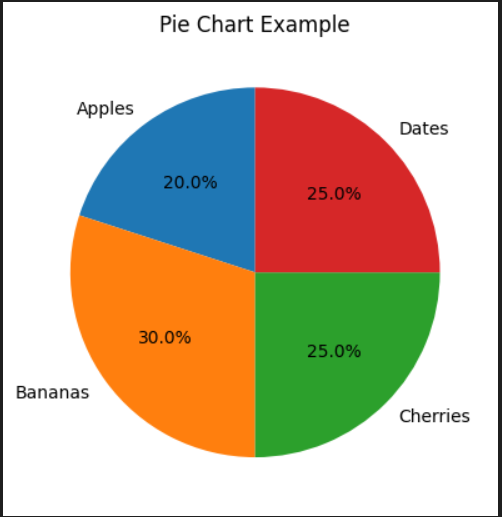 Pie Chart Example
Apples
Dates
20.0%
25.0%
30.0%
25.0%
Bananas
Cherries